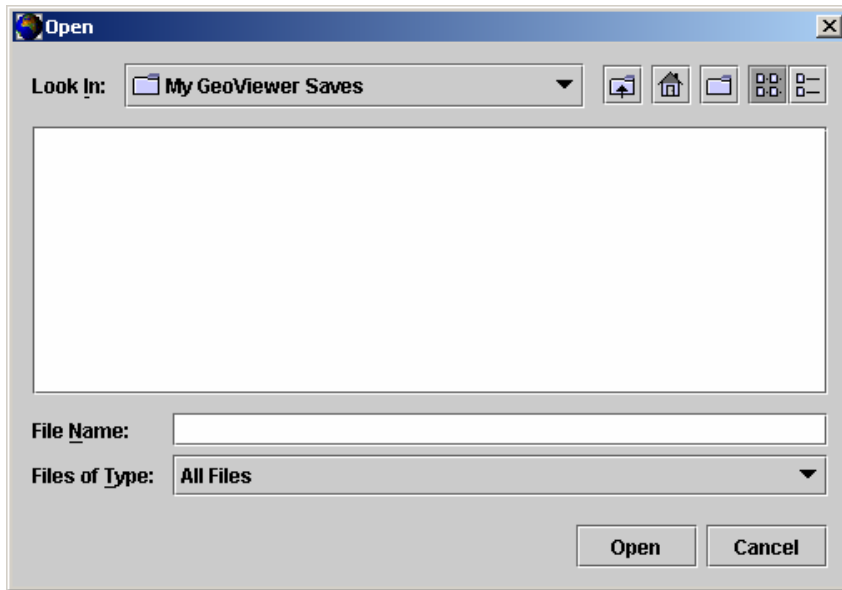 Open
Look In: My GeoViewer Saves
File Name:
Files of Type: All Files
Open Cancel